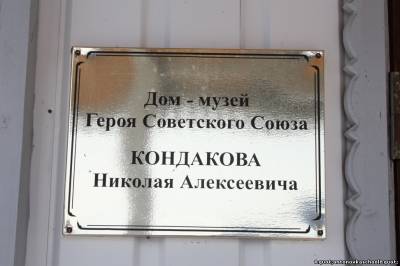 Дом - музей
Героя Советского Союза
КОНДАКОВА
Николая Алексеевича